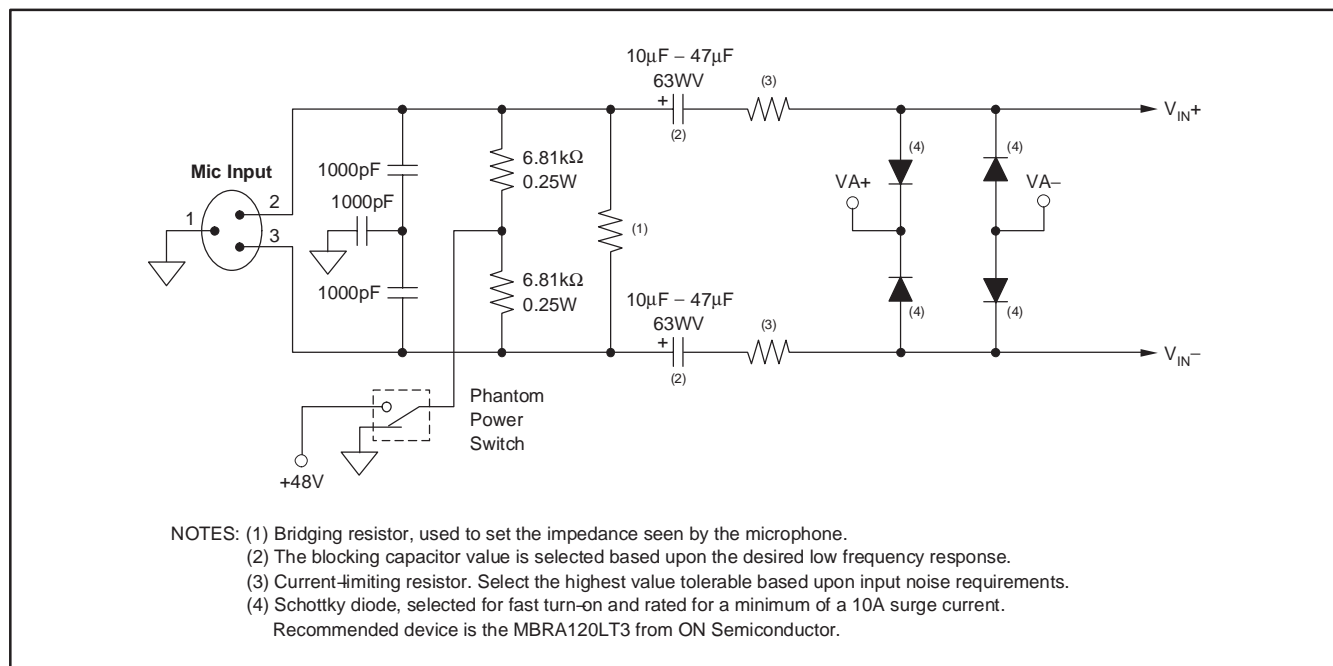 10μF – 47μF
63WV
(3)
+
(2)
VIN+
(4)
(4)
6.81kΩ
0.25W
1000pF
Mic Input
VA+
VA–
2
1000pF
1
(1)
3
6.81kΩ
0.25W
1000pF
10μF – 47μF
63WV
(3)
(4)
(4)
+
(2)
VIN–
Phantom
Power
Switch
+48V
NOTES: (1) Bridging resistor, used to set the impedance seen by the microphone.
(2) The blocking capacitor value is selected based upon the desired low frequency response.
(3) Current–limiting resistor. Select the highest value tolerable based upon input noise requirements.
(4) Schottky diode, selected for fast turn–on and rated for a minimum of a 10A surge current.
Recommended device is the MBRA120LT3 from ON Semiconductor.